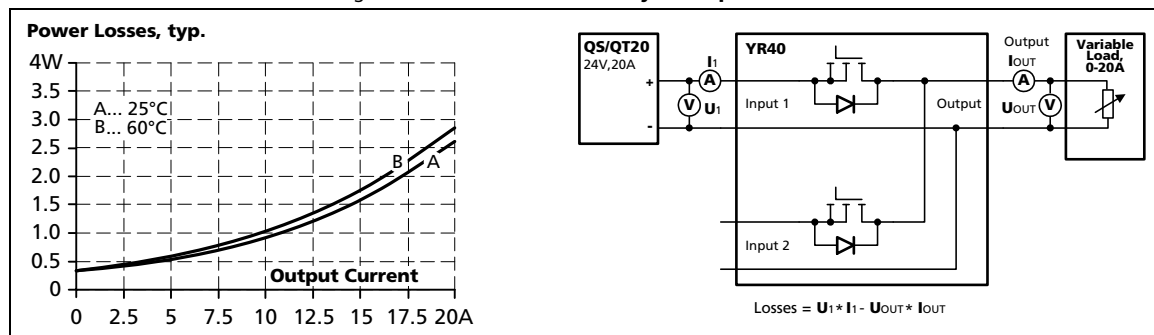 Power Losses, typ.
4W
3.5
3.0
2.5
2.0
1.5
1.0
0.5
0
A... 25°C
B... 60°C
B
A
Output Current
0 2.5 5 7.5 10 12.5 15 17.5 20A
QS/QT20
24V,20A
+
-
I1
A
V
U1
YR40
Input 1
Output
Input 2
Output
IOUT
A
UOUT
V
Variable
Load,
0-20A
Losses = U1* I1- UOUT* IOUT